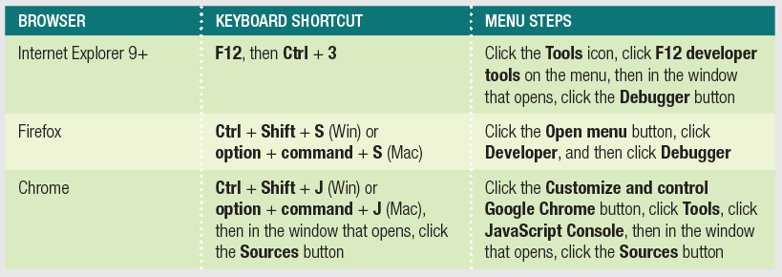 BROWSER KEYBOARD SHORTCUT MENU STEPS
Internet Explorer 9+
F12, then Ctrl + 3
Click the Tools icon, click F12 developer
tools on the menu, then in the window
that opens, click the Debugger button
Firefox
Ctrl + Shift + S (Win) or
option + command + S (Mac)
Click the Open menu button, click
Developer, and then click Debugger
Chrome
Ctrl + Shift + J (Win) or
option + command + J (Mac),
then in the window that opens, click
the Sources button
Click the Customize and control
Google Chrome button, click Tools, click
JavaScript Console, then in the window
that opens, click the Sources button